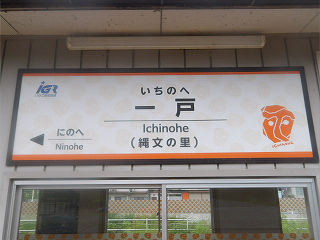 IGR
いちのへ
一戸
Ichinohe
(縄文の里)
にのへ
Ninohe